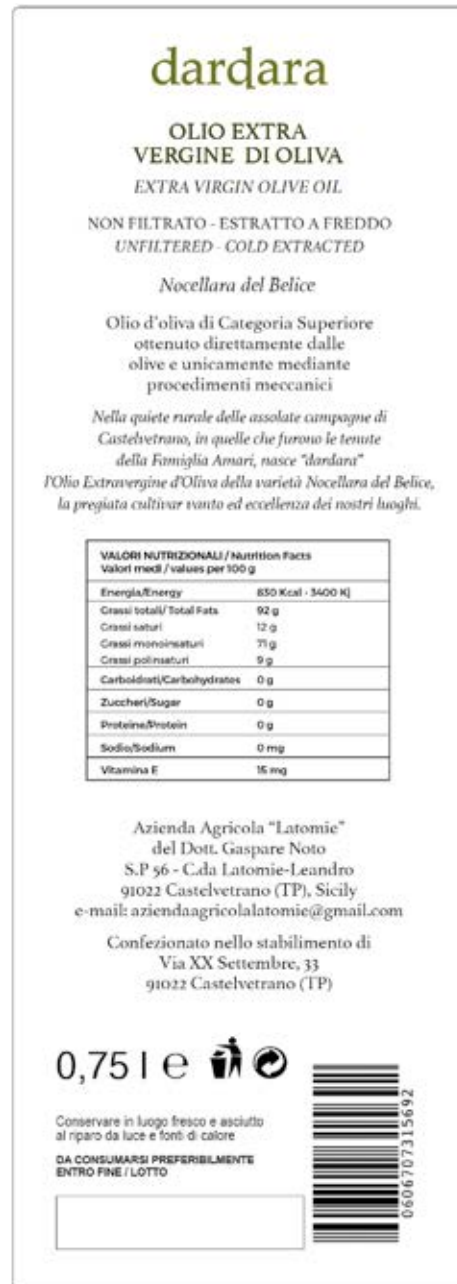 dardara
OLIO EXTRA
VERGINE DI OLIVA
EXTRA VIRGIN OLIVE OIL
NON FILTRATO - ESTRATTO A FREDDO
UNFILTERED - COLD EXTRACTED
Nocellara del Belice
Olio d'oliva di Categoria Superiore
ottenuto direttamente dalle
olive e unicamente mediante
procedimenti meccanici
Nella quiete rurale delle assolate campagne di
Castelvetrano, in quelle che furono le tenute
della Famiglia Amari, nasce "dardara"
l'Olio Extravergine d'Oliva della varietà Nocellara del Belice,
la pregiata cultivar vanto ed eccellenza dei nostri luoghi.
VALORI NUTRIZIONALI / Nutrition Facts
Valori medi / values per 100 g
Energia/Energy 830 Kcal - 3400 Kj
Grassi totali/ Total Fats 92 g
Grassi saturi 12 g
Grassi monoinsaturi 71 g
Grassi polinsaturi 9 g
Carboidrati/Carbohydrates 0 g
Zuccheri/Sugar 0 g
Proteine/Protein 0 g
Sodio/Sodium 0 mg
Vitamina E 15 mg
Azienda Agricola "Latomie"
del Dott. Gaspare Noto
S.P 56 - C.da Latomie-Leandro
91022 Castelvetrano (TP), Sicily
e-mail: aziendaagricolalatomie@gmail.com
Confezionato nello stabilimento di
Via XX Settembre, 33
91022 Castelvetrano (TP)
0,75 l e
Conservare in luogo fresco e asciutto
al riparo da luce e fonti di calore
DA CONSUMARSI PREFERIBILMENTE
ENTRO FINE / LOTTO
0606707315692